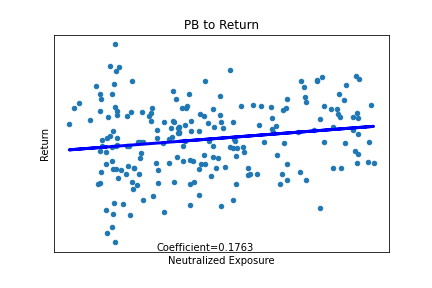 PB to Return
Return
Coefficient=0.1763
Neutralized Exposure